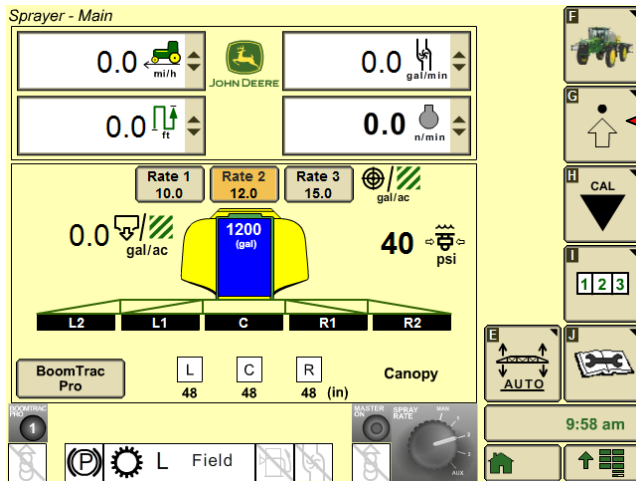 Sprayer - Main
0.0 mi/h
JOHN DEERE
0.0 gal/min
0.0 ft
0.0 n/min
Rate 1 10.0
Rate 2 12.0
Rate 3 15.0
gal/ac
0.0 gal/ac
1200 (gal)
40 psi
L2 L1 C R1 R2
BoomTrac Pro
L C R
48 48 48 (in)
Canopy
BOOMTRAC PRO
1
MASTER ON
SPRAY RATE
MAN
1
2
3
AUX
P L Field
F
G
H
CAL
I
1 2 3
E
AUTO
J
9:58 am